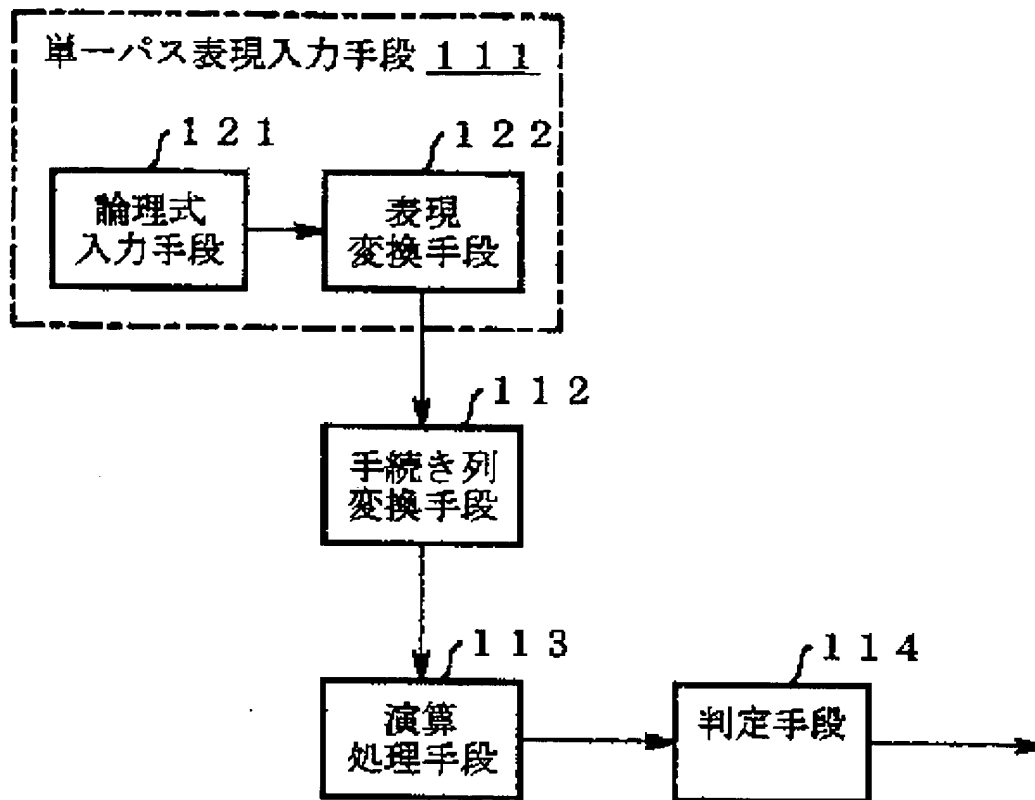 単一パス表現入力手段 １１１
１２１
１２２
論理式
入力手段
表現
変換手段
１１２
手続き列
変換手段
１１３
１１４
演算
処理手段
判定手段